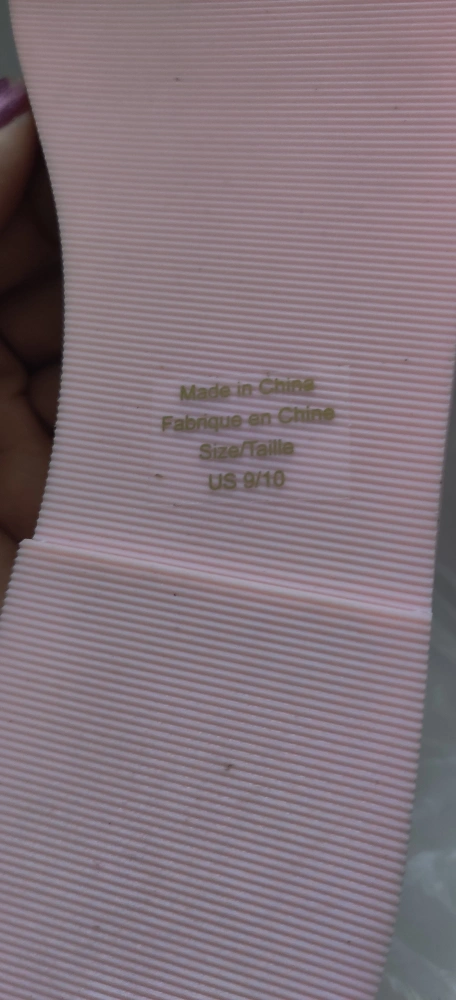 Made in China
Fabrique en Chine
Size/Taille
US 9/10